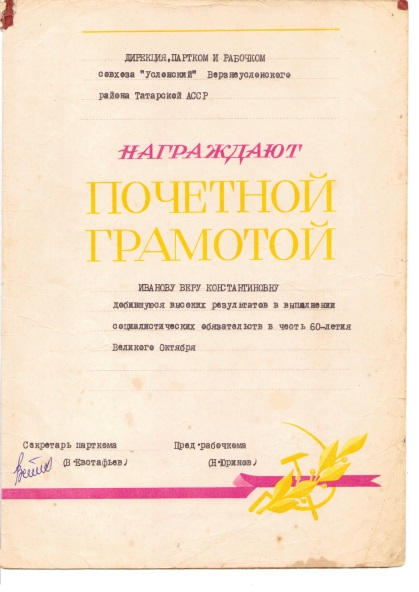 ДИРЕКЦИЯ, ПАРТКОМ И РАБОЧКОМ
совхоза "Услонский" Верхнеуслонского
района Татарской АССР
НАГРАЖДАЮТ
ПОЧЕТНОЙ
ГРАМОТОЙ
ИВАНОВУ ВЕРУ КОНСТАНТИНОВНУ
добившуюся высоких результатов в выполнении
социалистических обязательств в честь 60-летия
Великого Октября
Секретарь парткома Пред.рабочкома
(В.Евстафьев) (Н.Юринов)